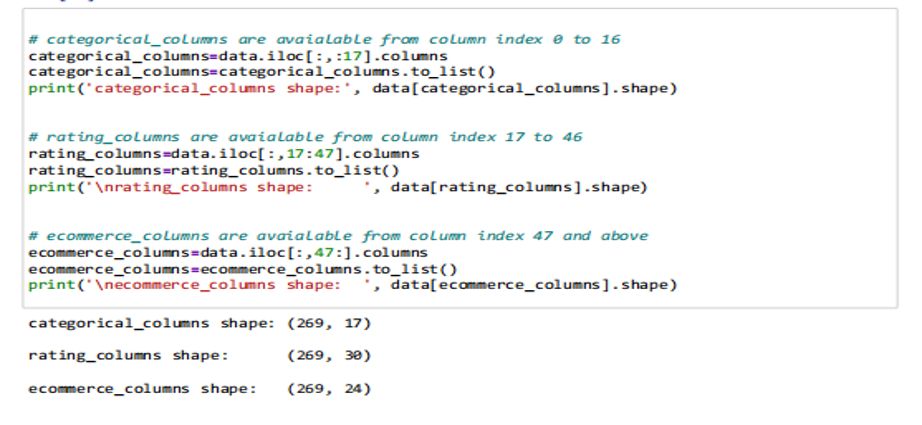 # categorical_columns are avaialable from column index 0 to 16
categorical_columns=data.iloc[:,:17].columns
categorical_columns=categorical_columns.to_list()
print('categorical_columns shape:', data[categorical_columns].shape)
# rating_columns are avaialable from column index 17 to 46
rating_columns=data.iloc[:,17:47].columns
rating_columns=rating_columns.to_list()
print('\nrating_columns shape:      ', data[rating_columns].shape)
# ecommerce_columns are avaialable from column index 47 and above
ecommerce_columns=data.iloc[:,47:].columns
ecommerce_columns=ecommerce_columns.to_list()
print('\necommerce_columns shape:  ', data[ecommerce_columns].shape)
categorical_columns shape: (269, 17)
rating_columns shape:       (269, 30)
ecommerce_columns shape:   (269, 24)